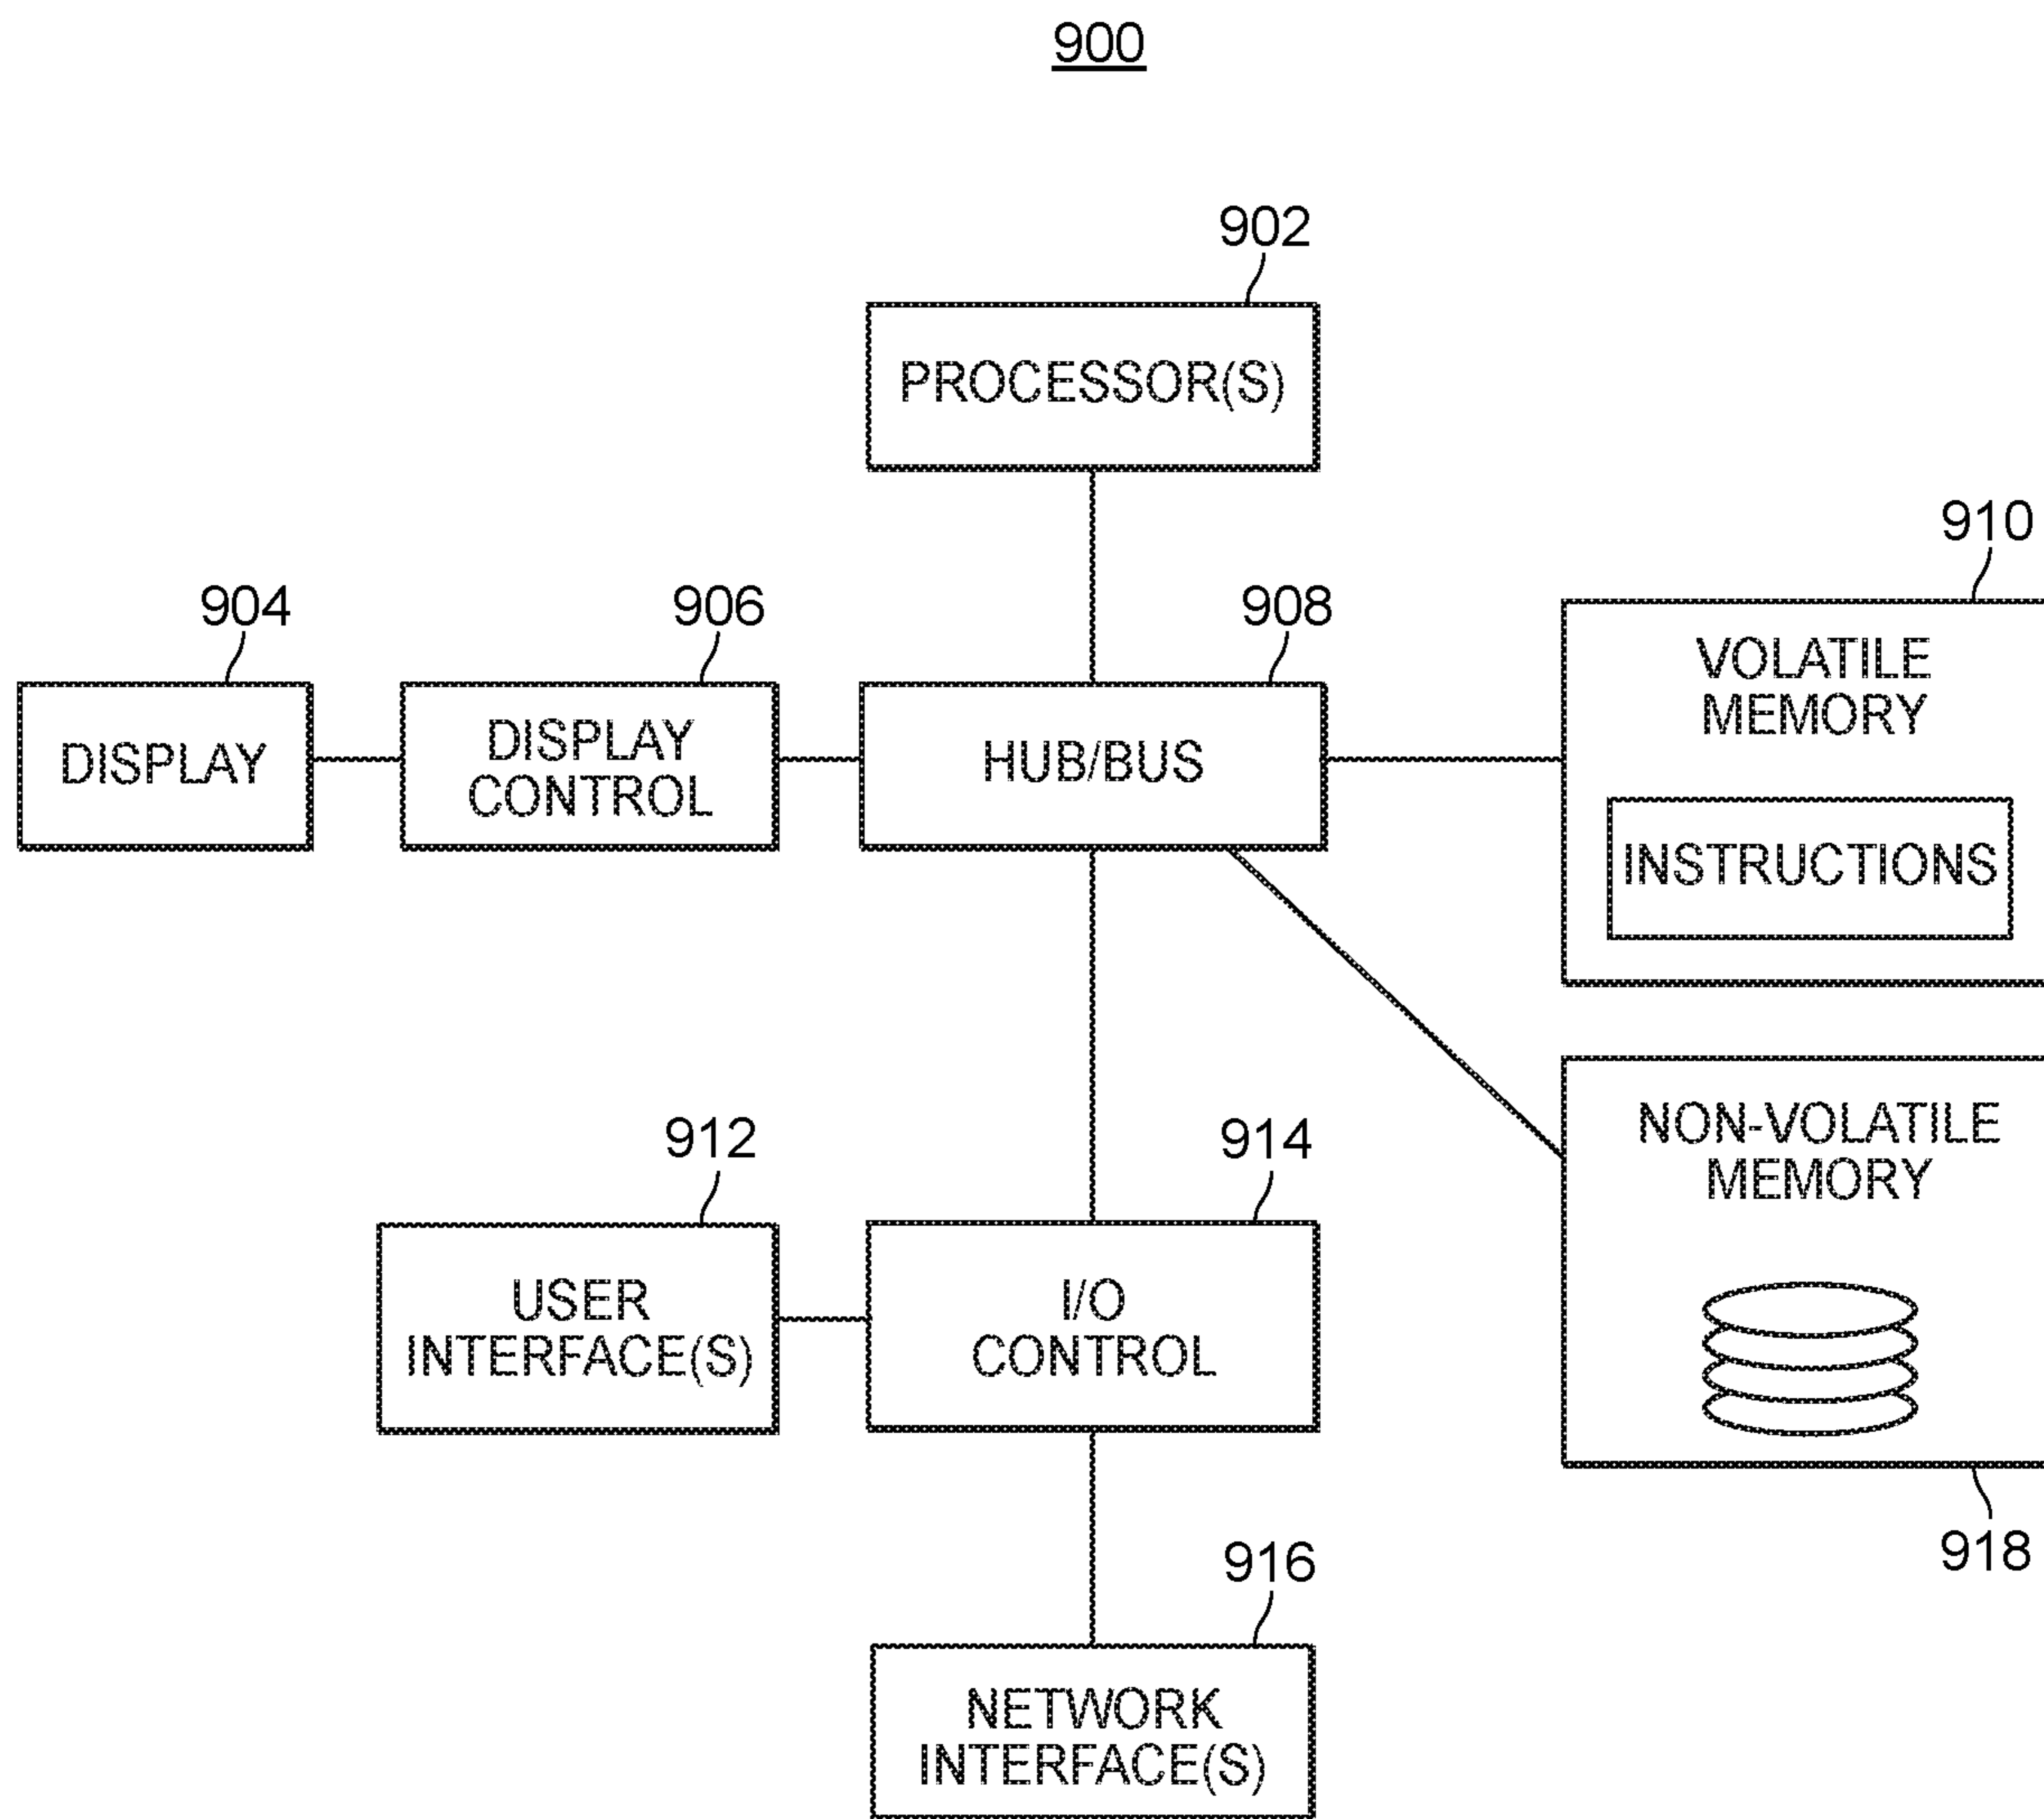 900
902
PROCESSOR(S)
910
904
906
908
VOLATILE
MEMORY
DISPLAY
DISPLAY
CONTROL
HUB/BUS
INSTRUCTIONS
912
914
NON-VOLATILE
MEMORY
USER
INTERFACE(S)
I/O
CONTROL
916
918
NETWORK
INTERFACE(S)